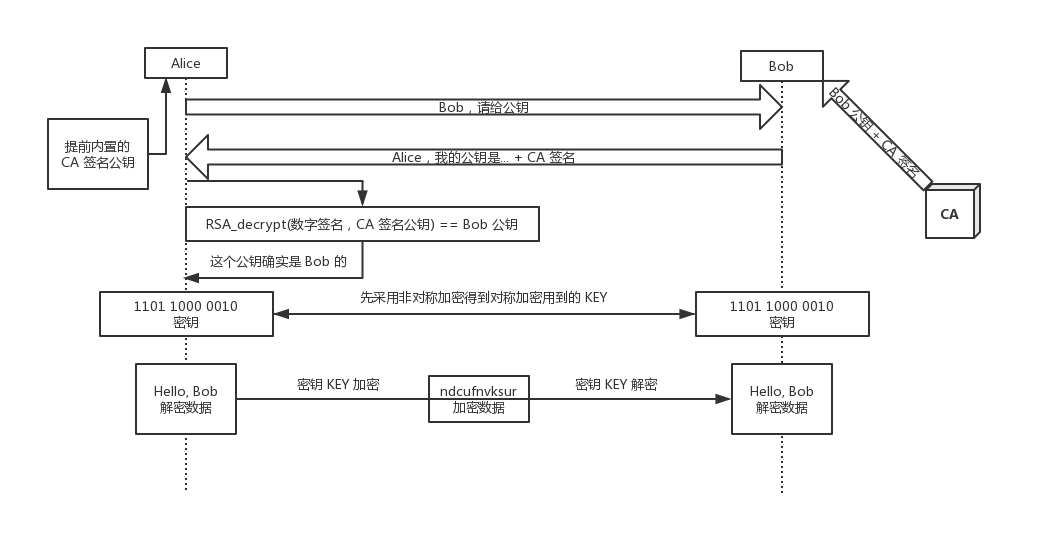 Alice
Bob
Bob，请给公钥
Bob 公钥 + CA 签名
提前内置的
CA 签名公钥
Alice，我的公钥是... + CA 签名
CA
RSA_decrypt(数字签名，CA 签名公钥) == Bob 公钥
这个公钥确实是 Bob 的
先采用非对称加密得到对称加密用到的 KEY
1101 1000 0010
密钥
1101 1000 0010
密钥
密钥 KEY 加密
密钥 KEY 解密
Hello, Bob
解密数据
ndcufnvksur
加密数据
Hello, Bob
解密数据